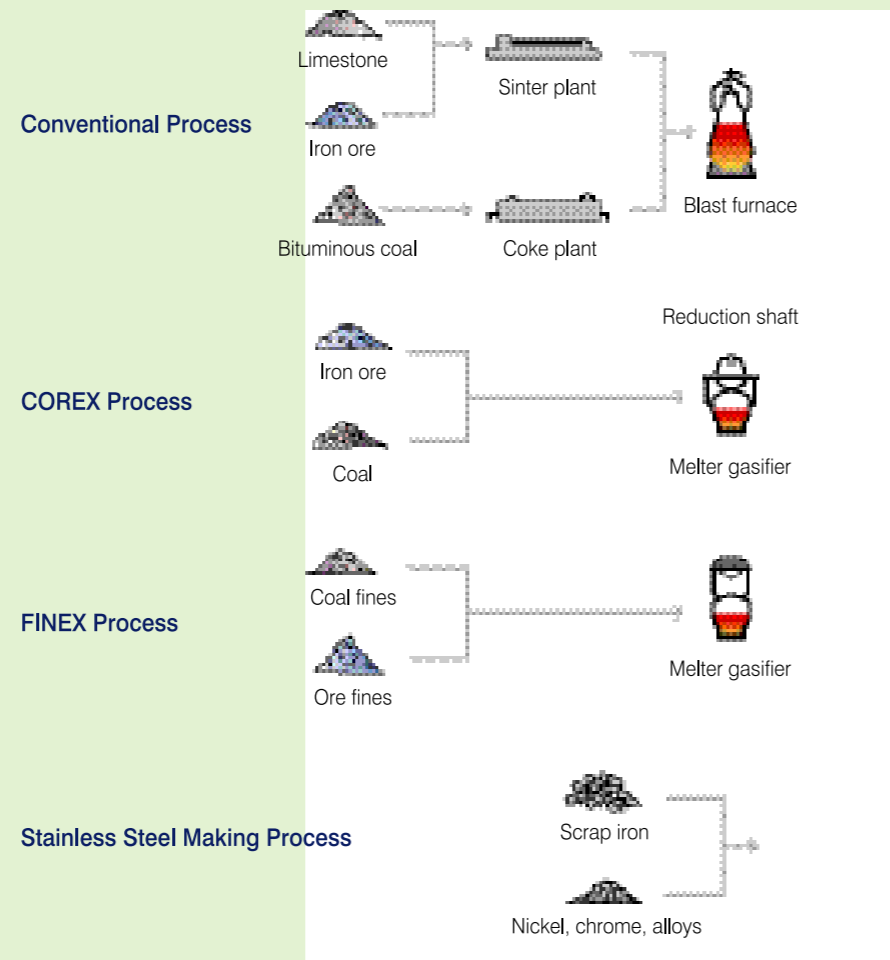 Conventional Process
Limestone
Sinter plant
Iron ore
Blast furnace
Bituminous coal
Coke plant
COREX Process
Reduction shaft
Iron ore
Coal
Melter gasifier
FINEX Process
Coal fines
Ore fines
Melter gasifier
Stainless Steel Making Process
Scrap iron
Nickel, chrome, alloys